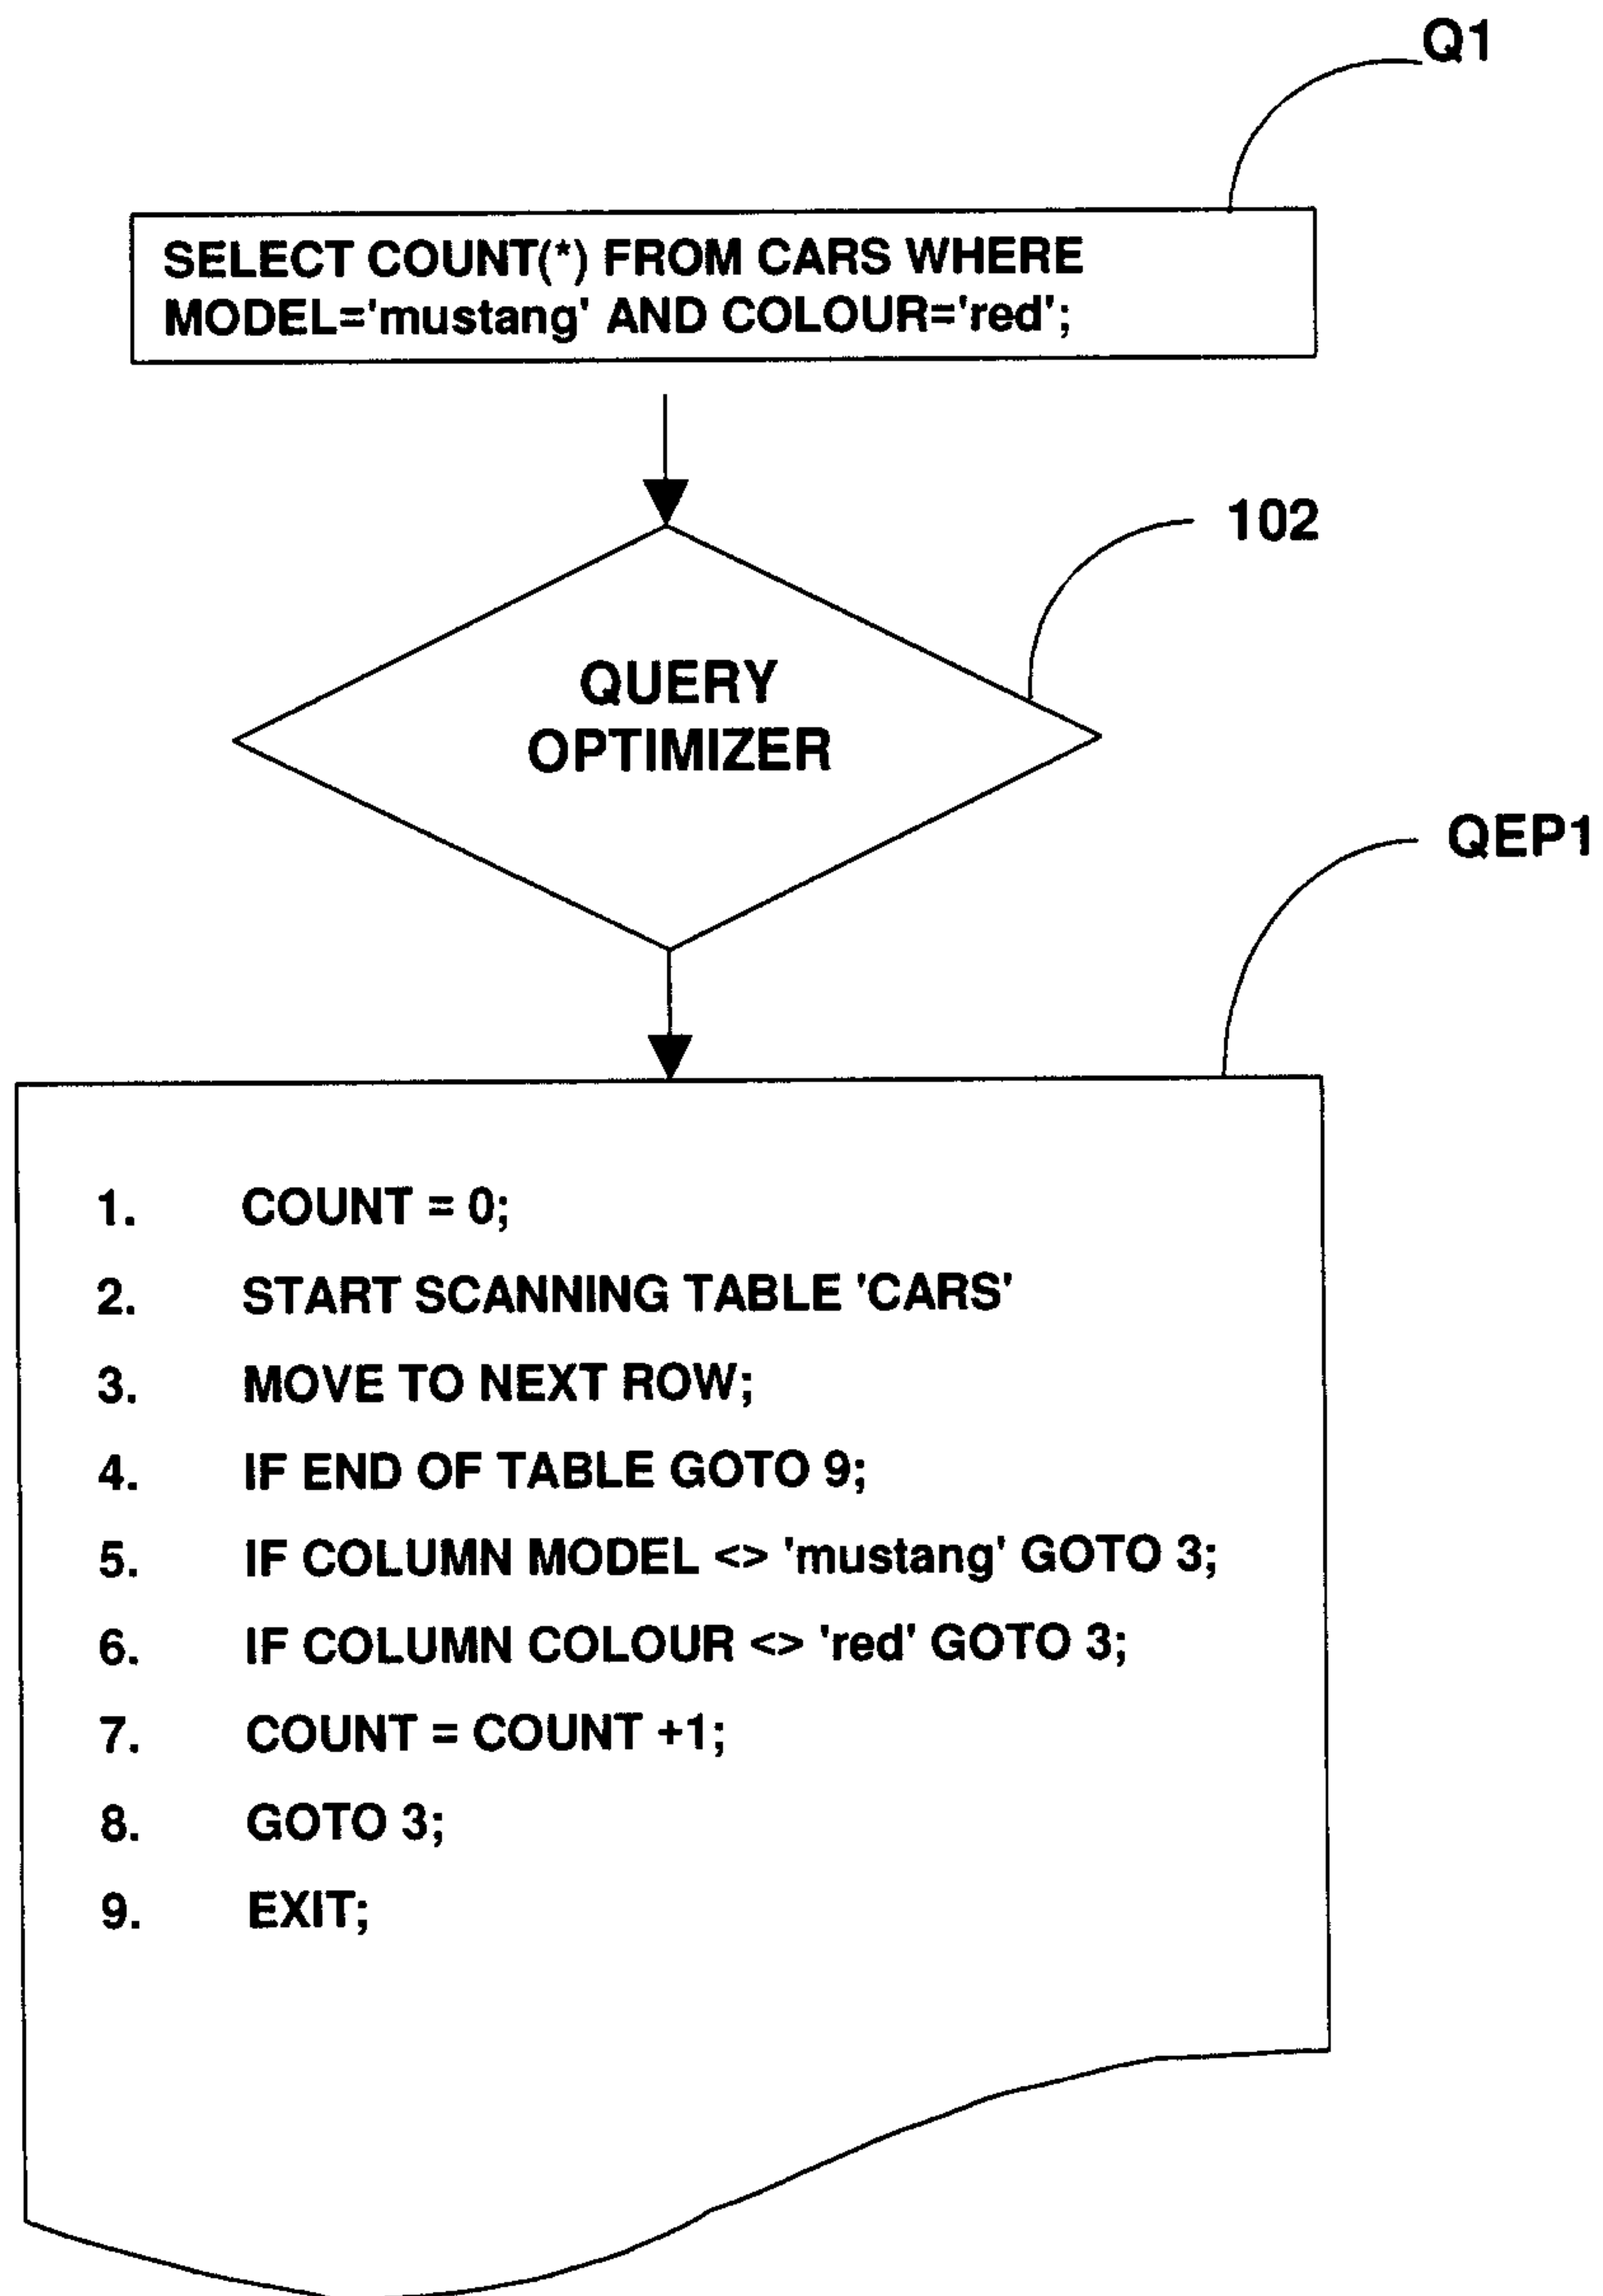 Q1
SELECT COUNT(*) FROM CARS WHERE
MODEL='mustang' AND COLOUR='red';
102
QUERY
OPTIMIZER
QEP1
1. COUNT = 0;
2. START SCANNING TABLE 'CARS'
3. MOVE TO NEXT ROW;
4. IF END OF TABLE GOTO 9;
5. IF COLUMN MODEL <> 'mustang' GOTO 3;
6. IF COLUMN COLOUR <> 'red' GOTO 3;
7. COUNT = COUNT +1;
8. GOTO 3;
9. EXIT;